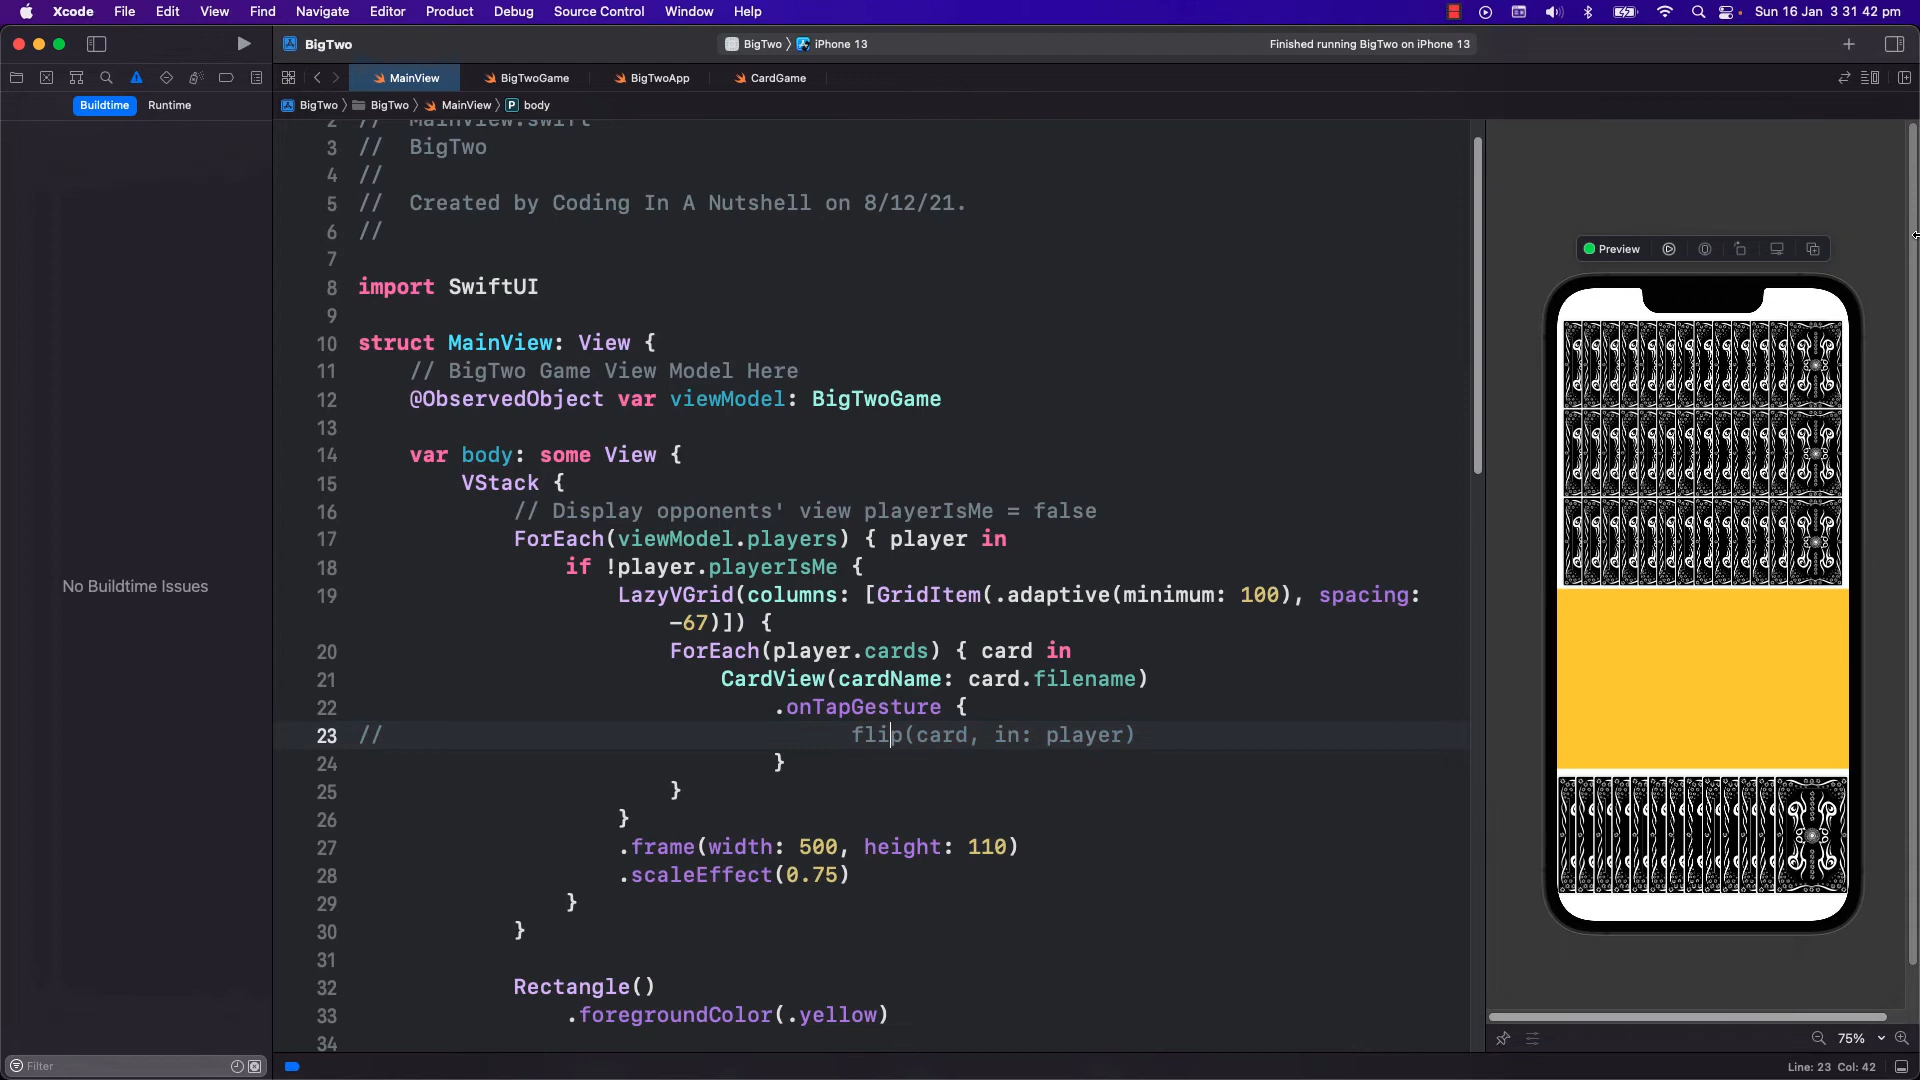 Xcode File Edit View Find Navigate Editor Product Debug Source Control Window Help Sun 16 Jan 3 31 42 pm
BigTwo BigTwo 〉 iPhone 13 Finished running BigTwo on iPhone 13
MainView BigTwoGame BigTwoApp CardGame
Buildtime Runtime BigTwo 〉 BigTwo 〉 MainView 〉 P body
2 // MainView.swift
3 // BigTwo
4 //
5 // Created by Coding In A Nutshell on 8/12/21.
6 //
7
8 import SwiftUI
9
10 struct MainView: View {
11 // BigTwo Game View Model Here
12 @ObservedObject var viewModel: BigTwoGame
13
14 var body: some View {
15 VStack {
16 // Display opponents' view playerIsMe = false
17 ForEach(viewModel.players) { player in
18 if !player.playerIsMe {
19 LazyVGrid(columns: [GridItem(.adaptive(minimum: 100), spacing:
-67)]) {
20 ForEach(player.cards) { card in
21 CardView(cardName: card.filename)
22 .onTapGesture {
23 // flip(card, in: player)
24 }
25 }
26 }
27 .frame(width: 500, height: 110)
28 .scaleEffect(0.75)
29 }
30 }
31
32 Rectangle()
33 .foregroundColor(.yellow)
34
No Buildtime Issues
Preview
75%
Filter
Line: 23 Col: 42